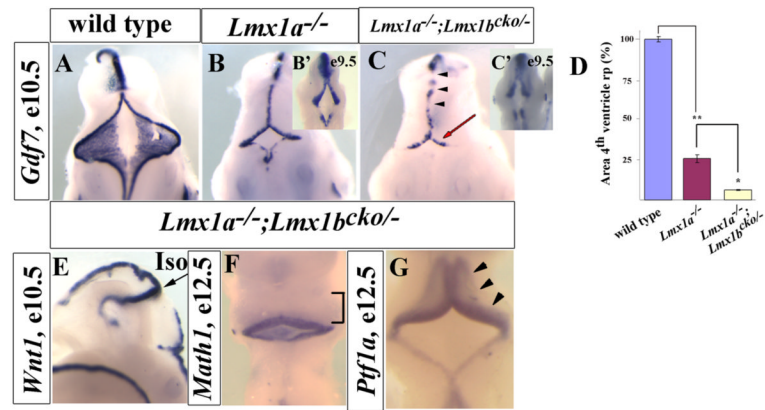 wild type
Lmx1a-/-
Lmx1a-/-;Lmx1bcko/-
Gdf7, e10.5
A
B
B'
e9.5
C
C'
e9.5
D
Area 4th ventricle rp (%)
100
75
50
25
**
*
wild type
Lmx1a-/-
Lmx1a-/-;
Lmx1bcko/-
Lmx1a-/-;Lmx1bcko/-
Wnt1, e10.5
E
Iso
Math1, e12.5
F
Ptf1a, e12.5
G